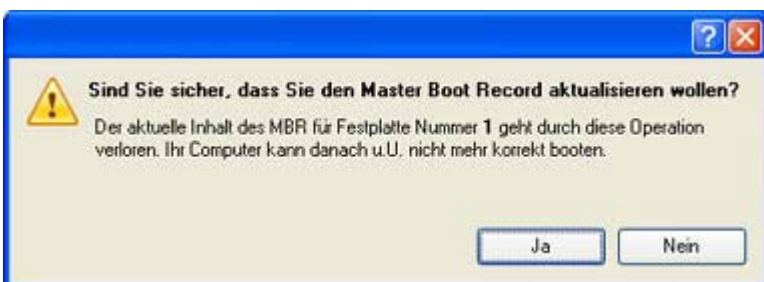 Sind Sie sicher, dass Sie den Master Boot Record aktualisieren wollen?
Der aktuelle Inhalt des MBR für Festplatte Nummer 1 geht durch diese Operation
verloren. Ihr Computer kann danach u.U. nicht mehr korrekt booten.
Ja Nein